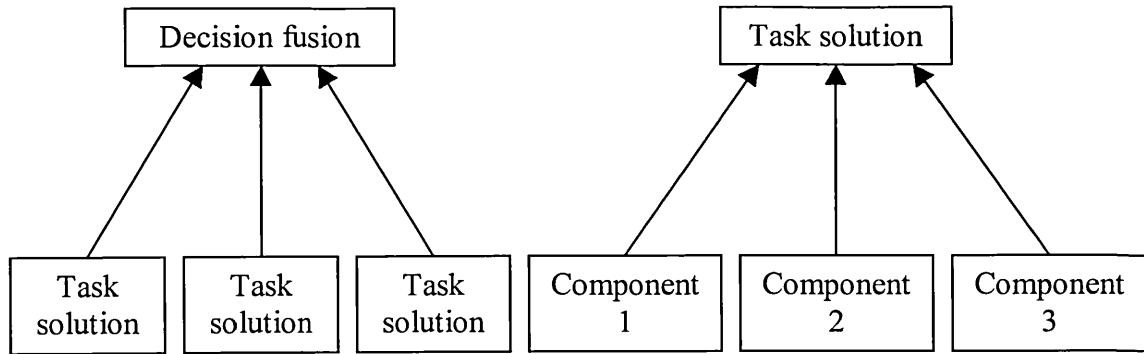 Decision fusion
Task solution
Task
solution
Task
solution
Task
solution
Component
1
Component
2
Component
3